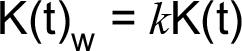 K(t)w = kK(t)